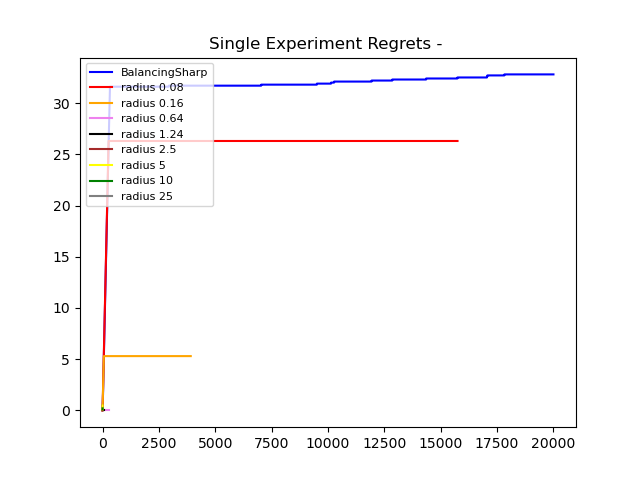 Single Experiment Regrets -
BalancingSharp
radius 0.08
radius 0.16
radius 0.64
radius 1.24
radius 2.5
radius 5
radius 10
radius 25
30
25
20
15
10
5
0
0 2500 5000 7500 10000 12500 15000 17500 20000